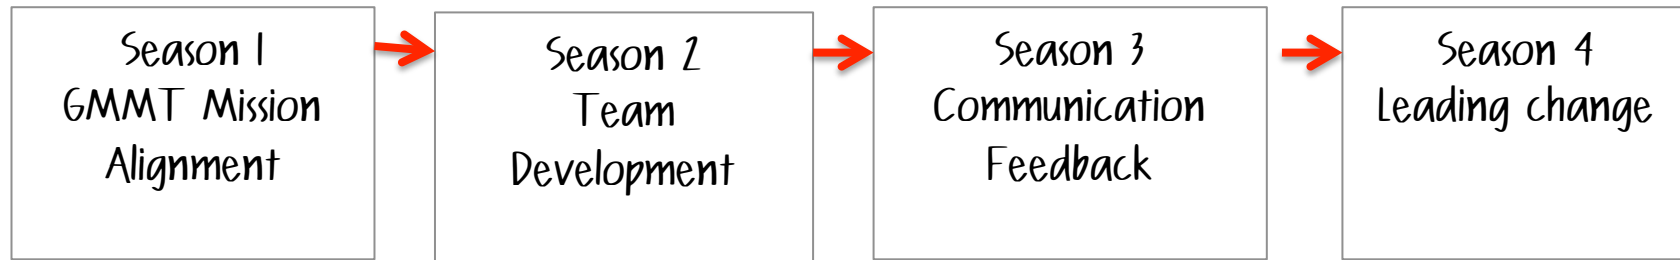 Season 1
GMMT Mission
Alignment
Season 2
Team
Development
Season 3
Communication
Feedback
Season 4
Leading change